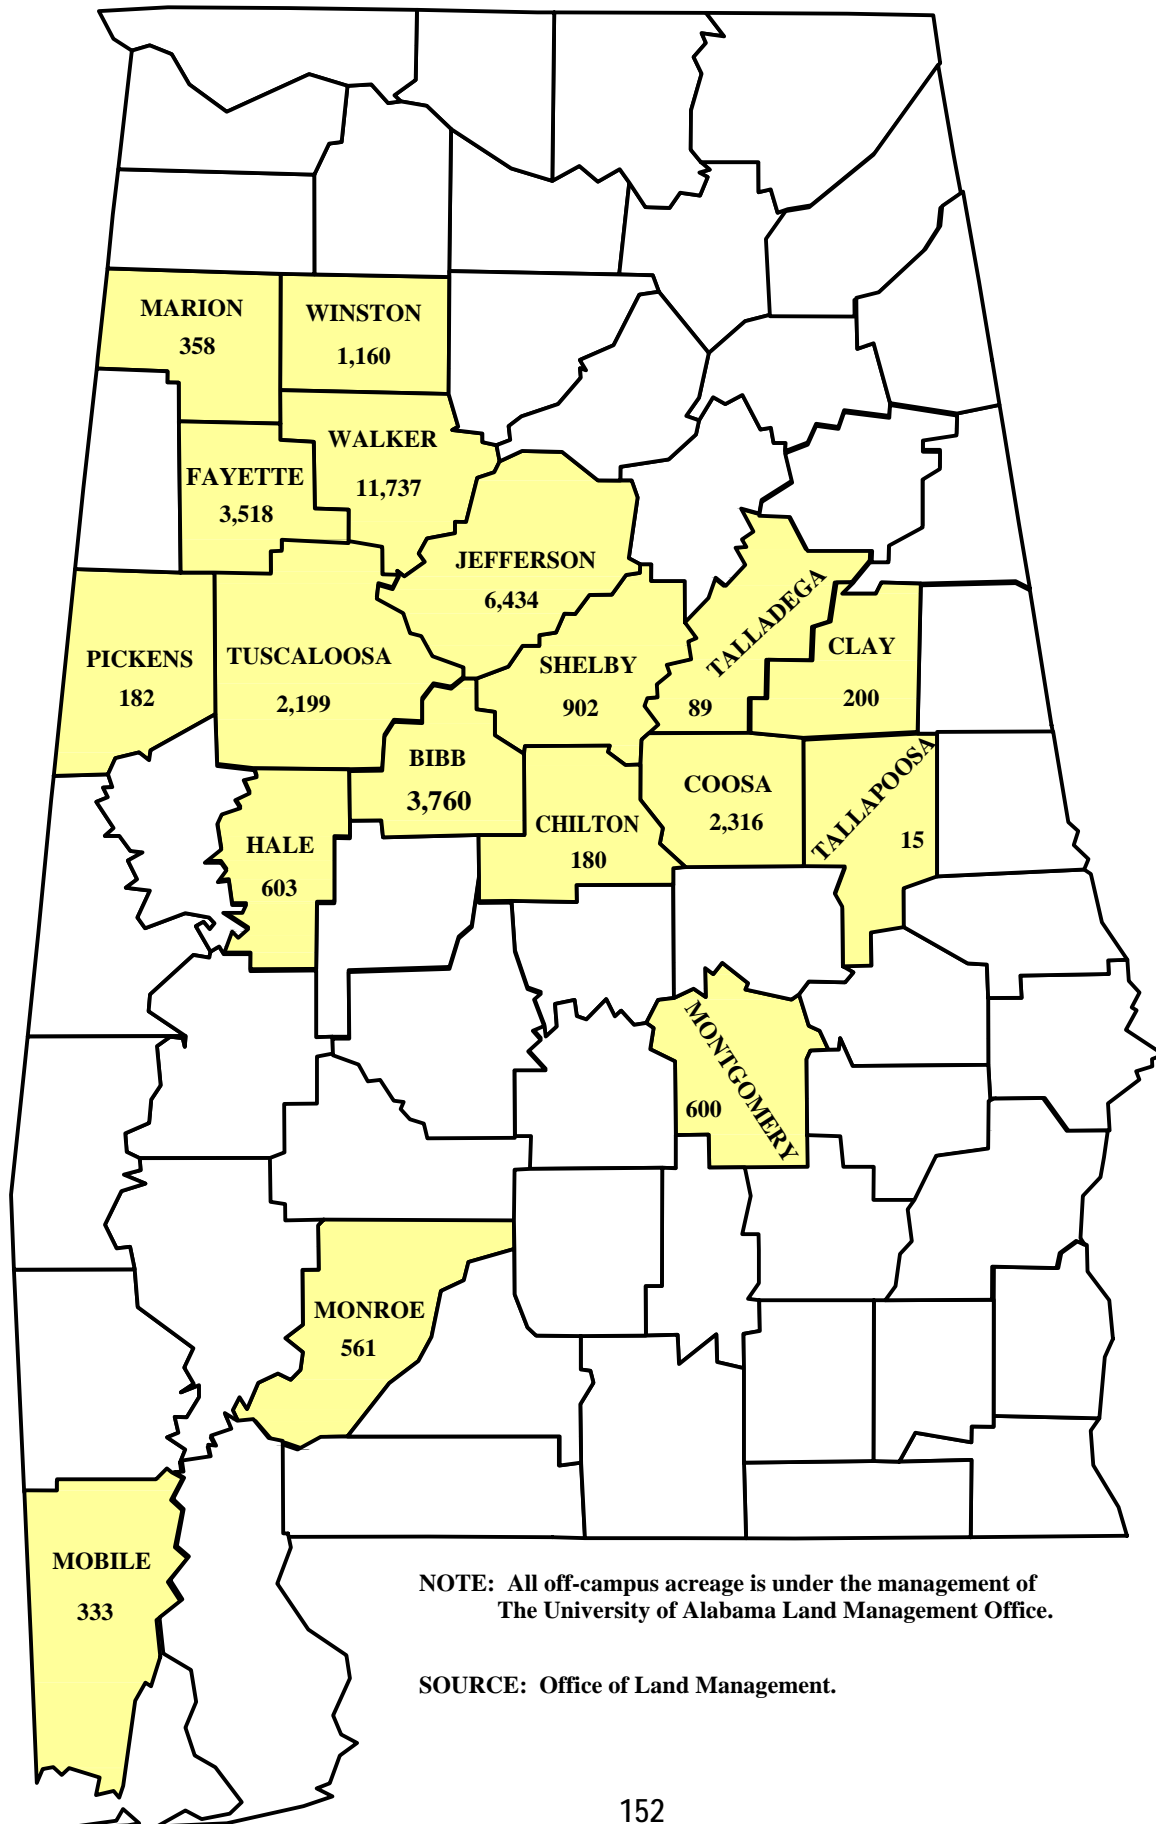 MARION
358
WINSTON
1,160
WALKER
11,737
FAYETTE
3,518
JEFFERSON
6,434
TALLADEGA
89
CLAY
200
PICKENS
182
TUSCALOOSA
2,199
SHELBY
902
BIBB
3,760
COOSA
2,316
TALLAPOOSA
15
CHILTON
180
HALE
603
MONTGOMERY
600
MONROE
561
MOBILE
333
NOTE: All off-campus acreage is under the management of
The University of Alabama Land Management Office.
SOURCE: Office of Land Management.
152